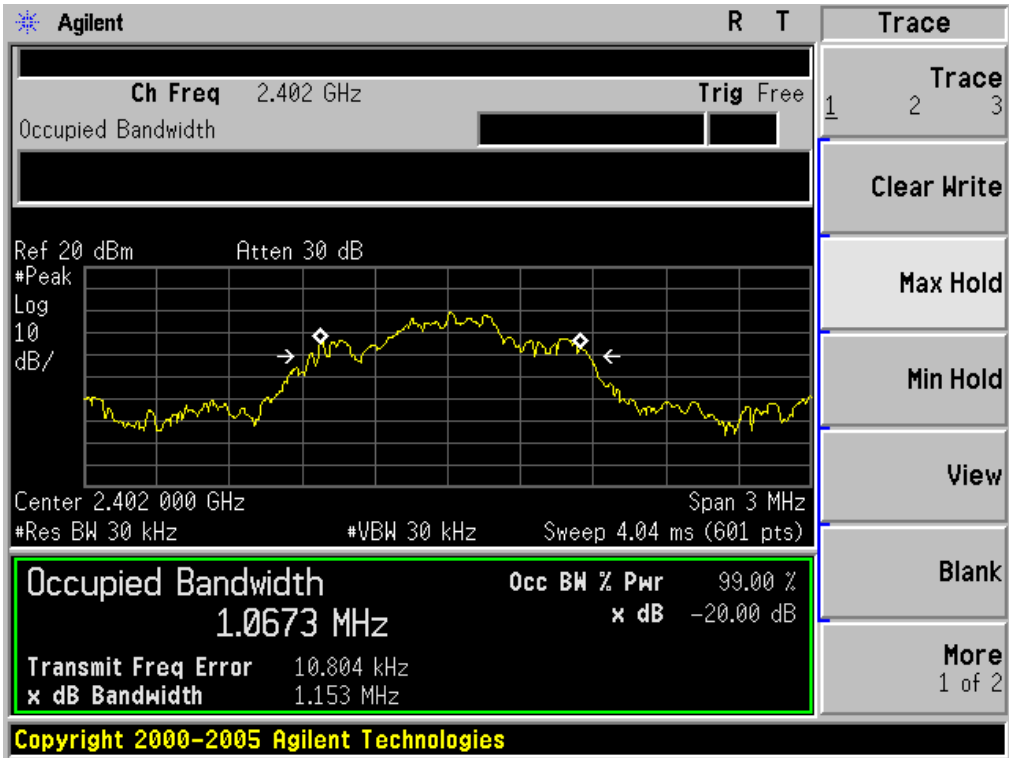 Agilent R T
Trace
Ch Freq 2.402 GHz Trig Free
Occupied Bandwidth
Trace
1 2 3
Clear Write
Max Hold
Min Hold
View
Blank
More
1 of 2
Ref 20 dBm Atten 30 dB
#Peak
Log
10
dB/
Center 2.402 000 GHz Span 3 MHz
#Res BW 30 kHz #VBW 30 kHz Sweep 4.04 ms (601 pts)
Occupied Bandwidth Occ BW % Pwr 99.00 %
1.0673 MHz x dB -20.00 dB
Transmit Freq Error 10.804 kHz
x dB Bandwidth 1.153 MHz
Copyright 2000-2005 Agilent Technologies